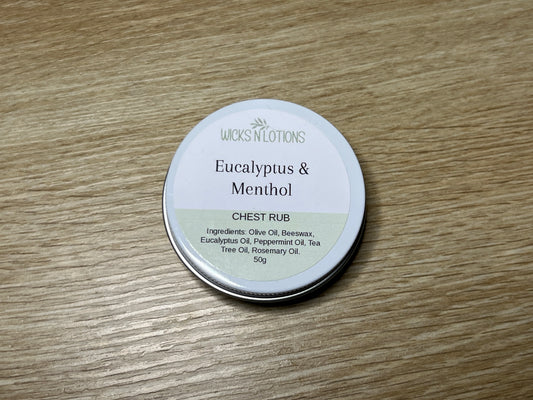 WICKS N LOTIONS
Eucalyptus &
Menthol
CHEST RUB
Ingredients: Olive Oil, Beeswax,
Eucalyptus Oil, Peppermint Oil, Tea
Tree Oil, Rosemary Oil.
50g